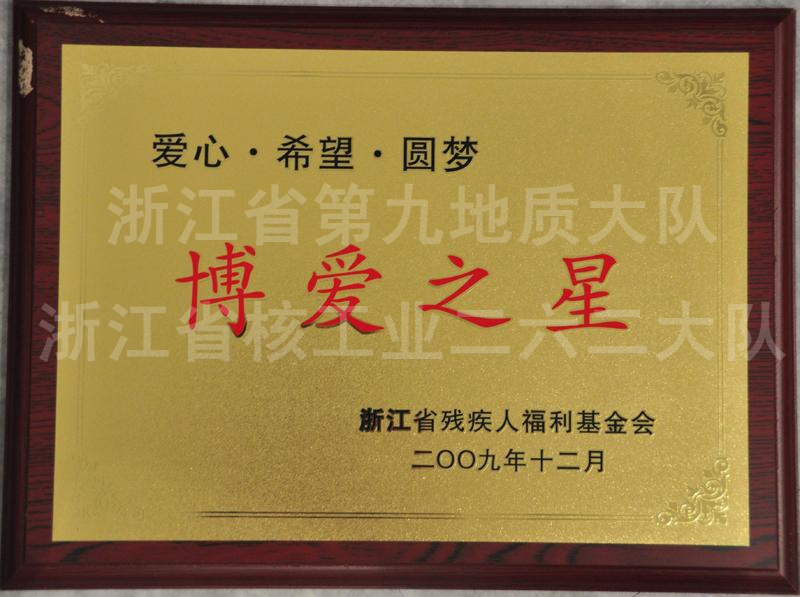 爱心·希望·圆梦
浙江省第九地质大队
博爱之星
浙江省核工业二六二大队
浙江省残疾人福利基金会
二〇〇九年十二月